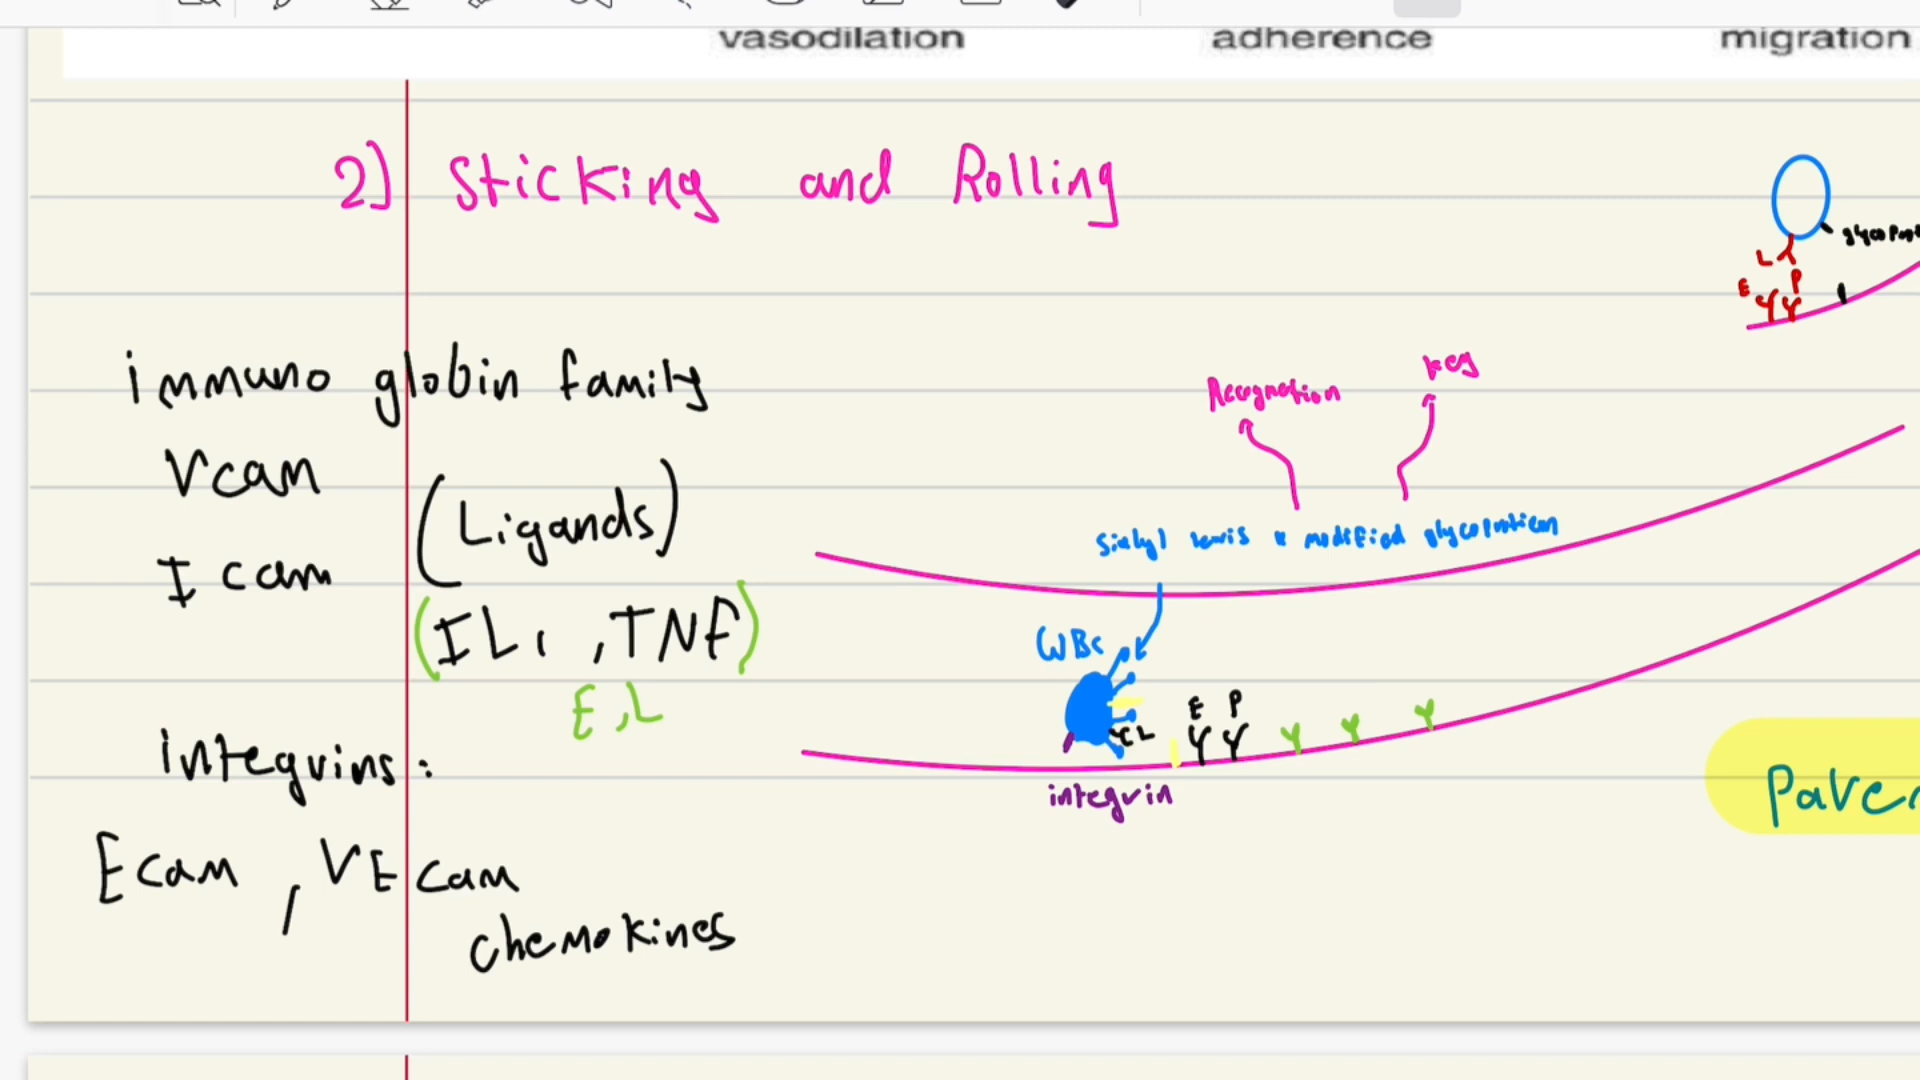 vasodilation adherence migration
2) Sticking and Rolling
immuno globin family
Vcam
(Ligands)
I cam
(IL1 ,TNF)
E,L
integrins:
Ecam , VEcam
chemokines
L
E P
Recognation
key
Sialyl lewis x modified glycoprotien
WBc
L
E P
integrin